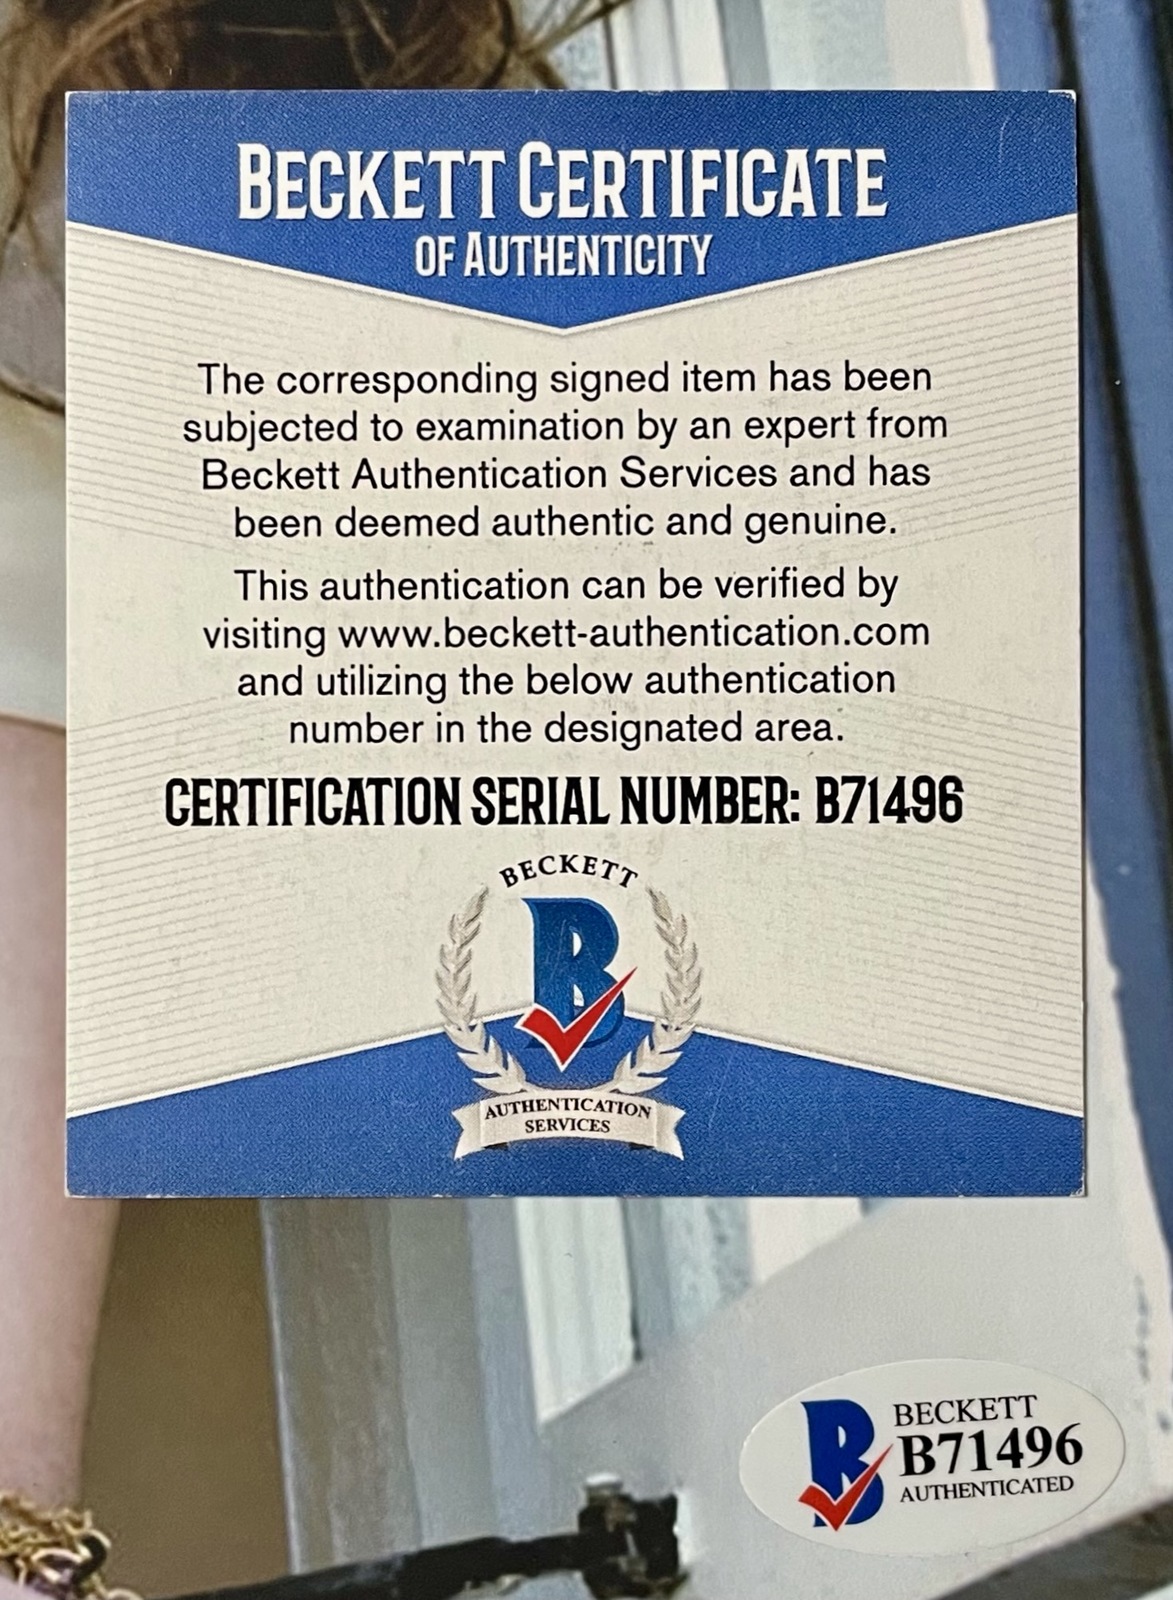 BECKETT CERTIFICATE
OF AUTHENTICITY
The corresponding signed item has been
subjected to examination by an expert from
Beckett Authentication Services and has
been deemed authentic and genuine.
This authentication can be verified by
visiting www.beckett-authentication.com
and utilizing the below authentication
number in the designated area.
CERTIFICATION SERIAL NUMBER: B71496
BECKETT
B
AUTHENTICATION
SERVICES
B
BECKETT
B71496
AUTHENTICATED